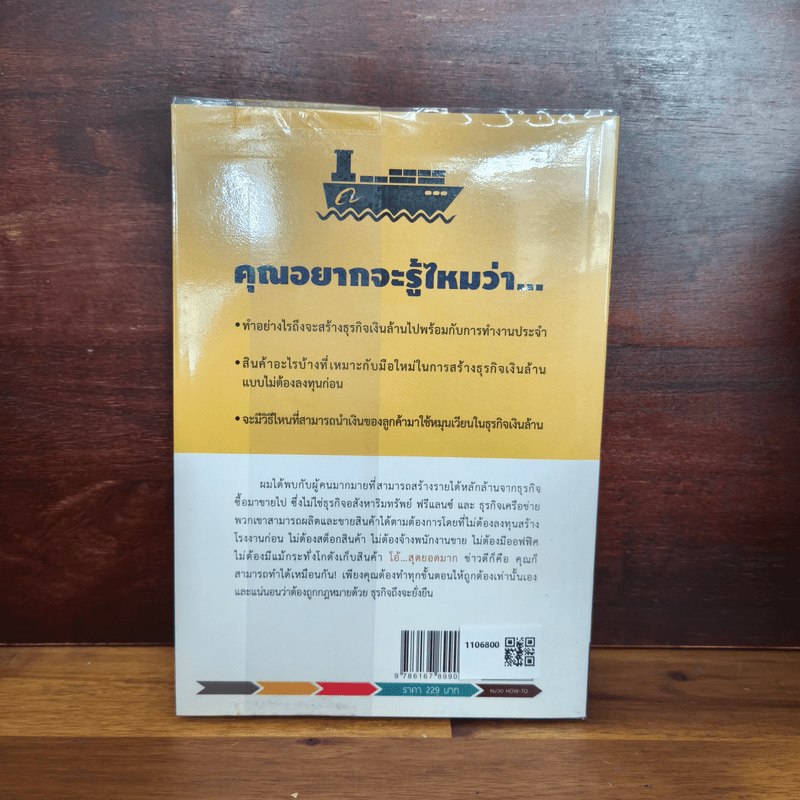 คุณอยากจะรู้ไหมว่า...
• ทำอย่างไรถึงจะสร้างธุรกิจเงินล้านไปพร้อมกับการทำงานประจำ
• สินค้าอะไรบ้างที่เหมาะกับมือใหม่ในการสร้างธุรกิจเงินล้าน
แบบไม่ต้องลงทุนก่อน
• จะมีวิธีไหนที่สามารถนำเงินของลูกค้ามาใช้หมุนเวียนในธุรกิจเงินล้าน
ผมได้พบกับผู้คนมากมายที่สามารถสร้างรายได้หลักล้านจากธุรกิจ
ซื้อมาขายไป ซึ่งไม่ใช่ธุรกิจอสังหาริมทรัพย์ ฟรีแลนซ์ และ ธุรกิจเครือข่าย
พวกเขาสามารถผลิตและขายสินค้าได้ตามต้องการโดยที่ไม่ต้องลงทุนสร้าง
โรงงานก่อน ไม่ต้องสต็อกสินค้า ไม่ต้องจ้างพนักงานขาย ไม่ต้องมีออฟฟิศ
ไม่ต้องมีแม้กระทั่งโกดังเก็บสินค้า โอ้...สุดยอดมาก ข่าวดีก็คือ คุณก็
สามารถทำได้เหมือนกัน! เพียงคุณต้องทำทุกขั้นตอนให้ถูกต้องเท่านั้นเอง
และแน่นอนว่าต้องถูกกฎหมายด้วย ธุรกิจถึงจะยั่งยืน
1106800
9 786167 8990
ราคา 229 บาท
หมวด HOW-TO